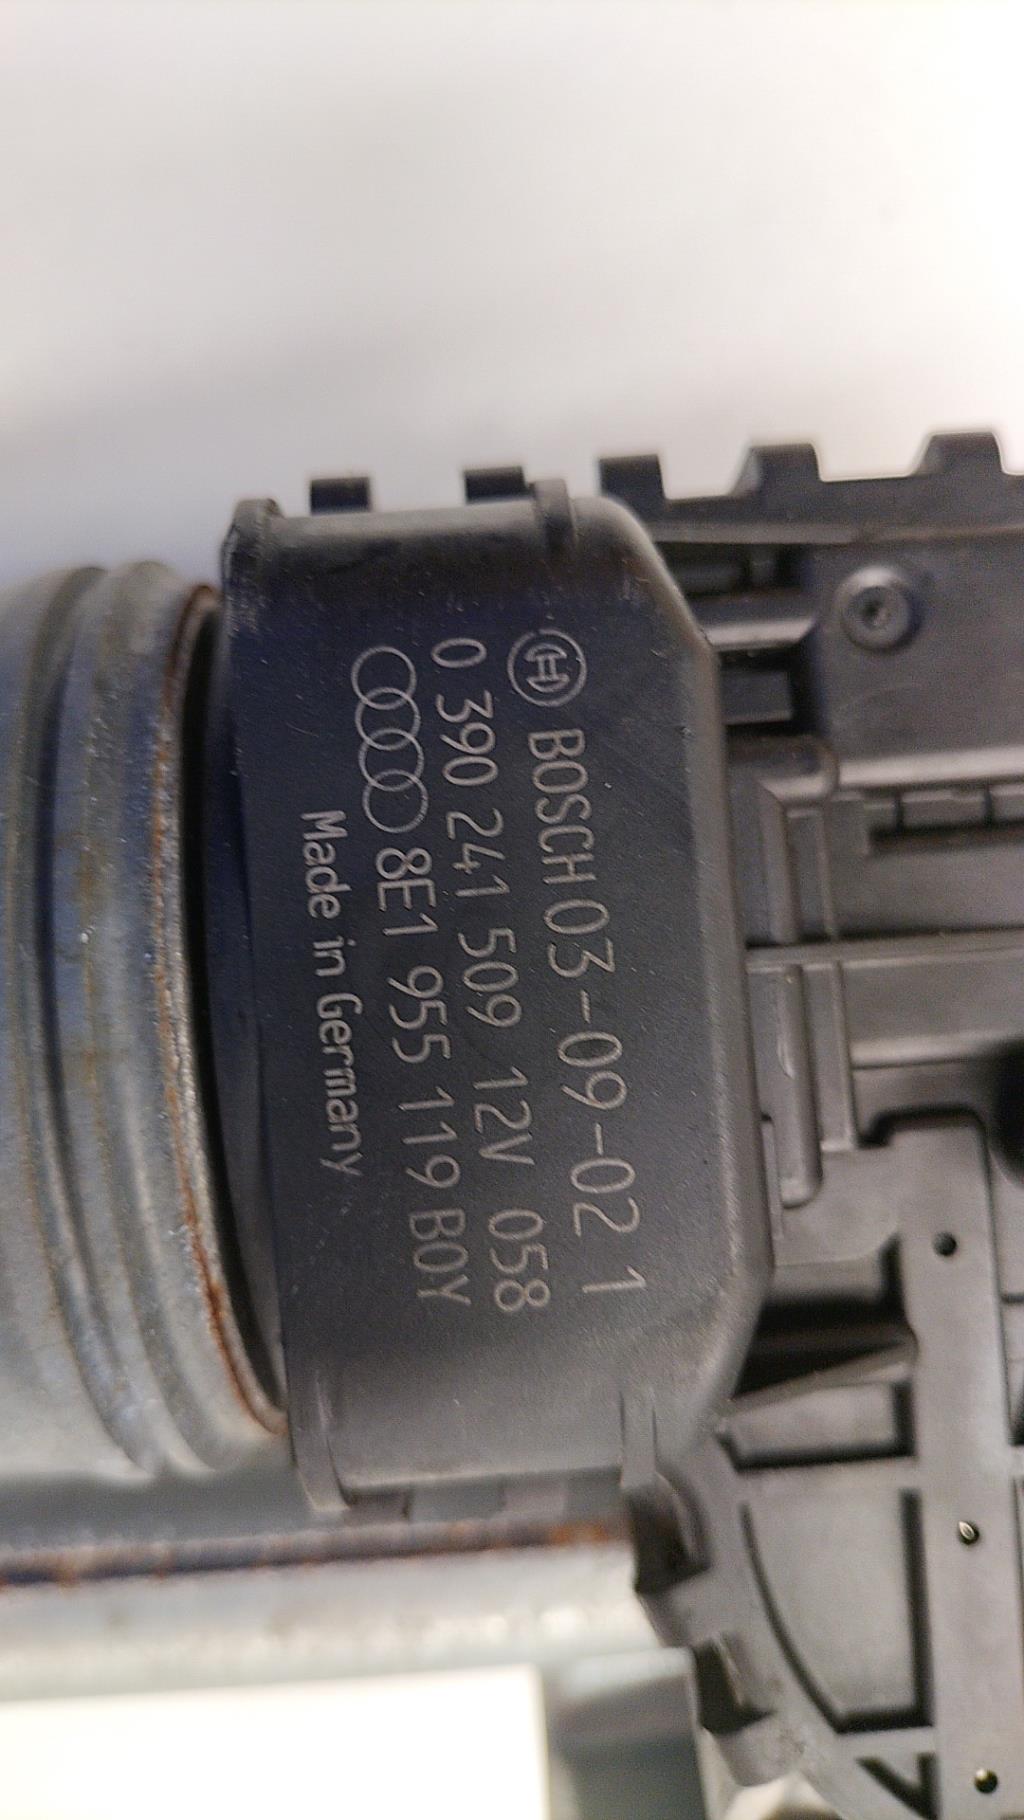 BOSCH 03-09-02 1
0 390 241 509 12V 058
8E1 955 119 B0Y
Made in Germany